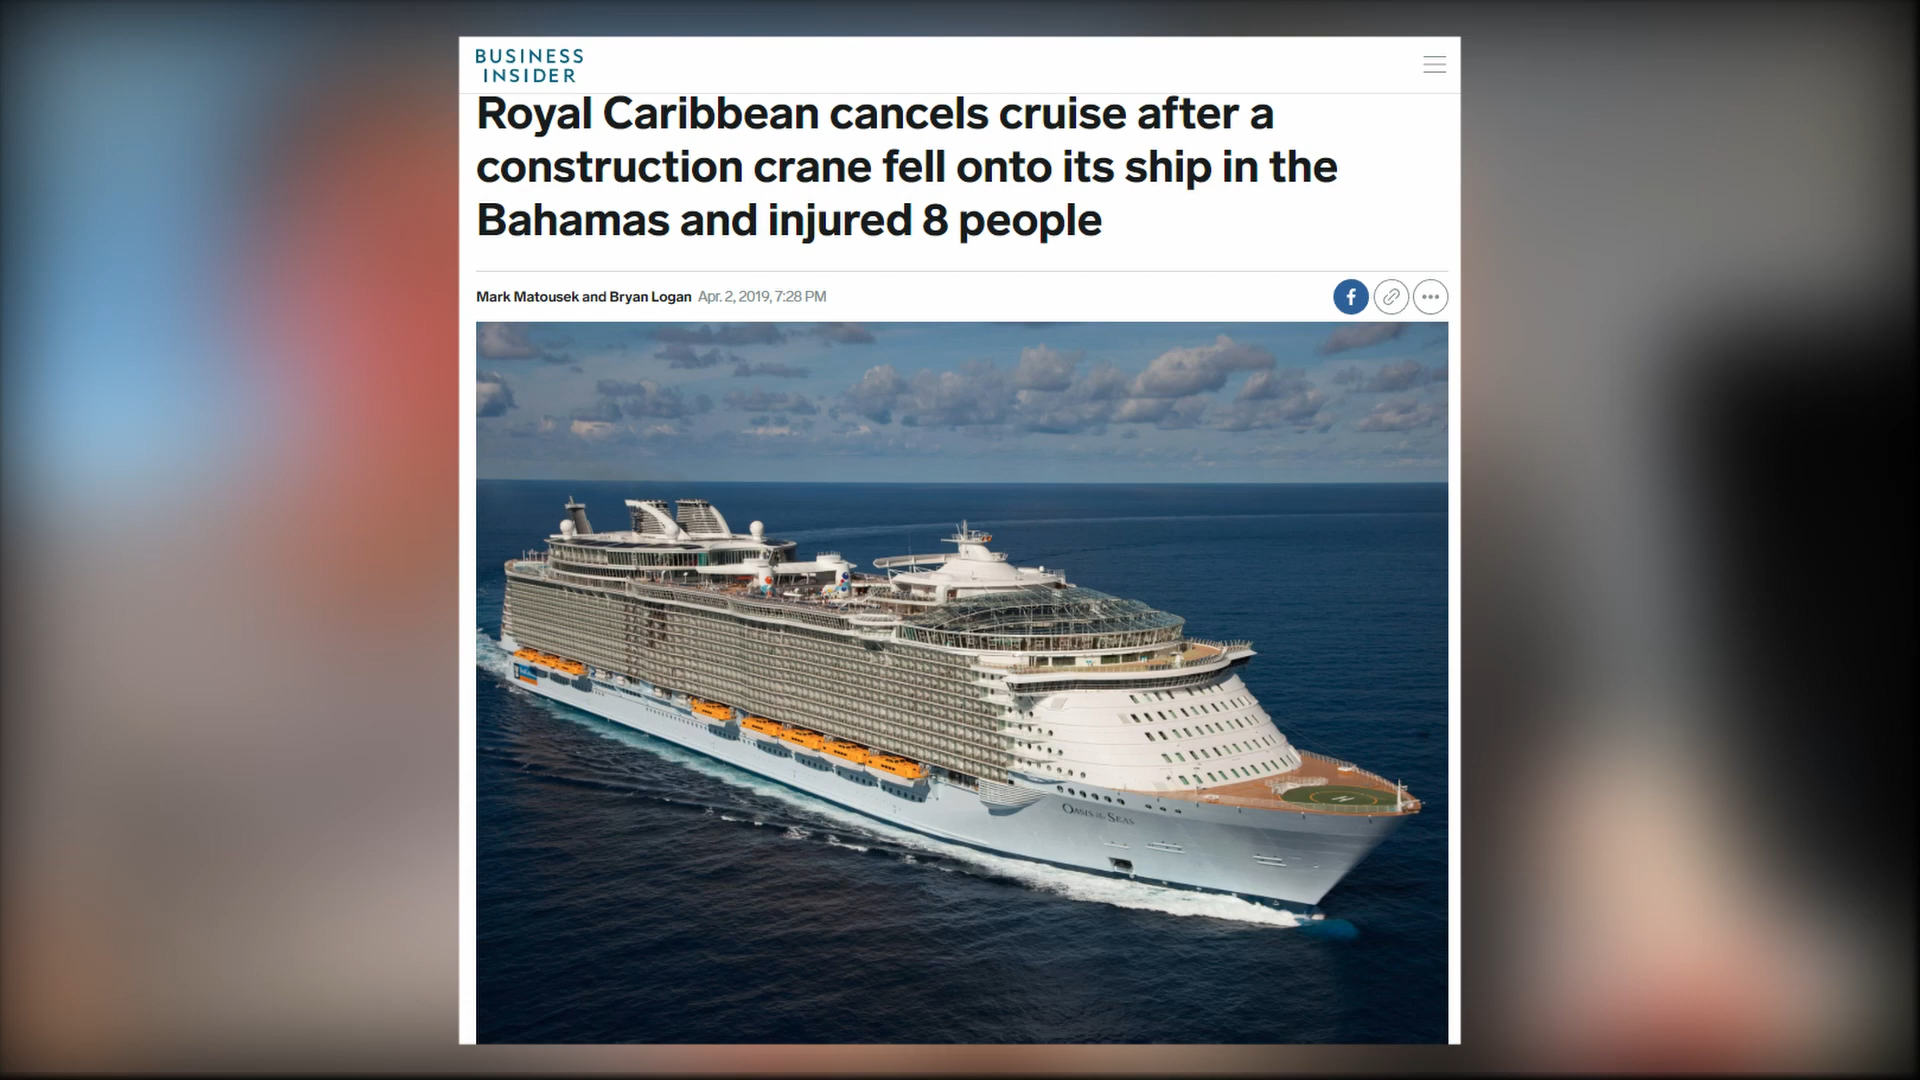 BUSINESS
INSIDER
Royal Caribbean cancels cruise after a
construction crane fell onto its ship in the
Bahamas and injured 8 people
Mark Matousek and Bryan Logan Apr. 2, 2019, 7:28 PM
OASIS of the SEAS